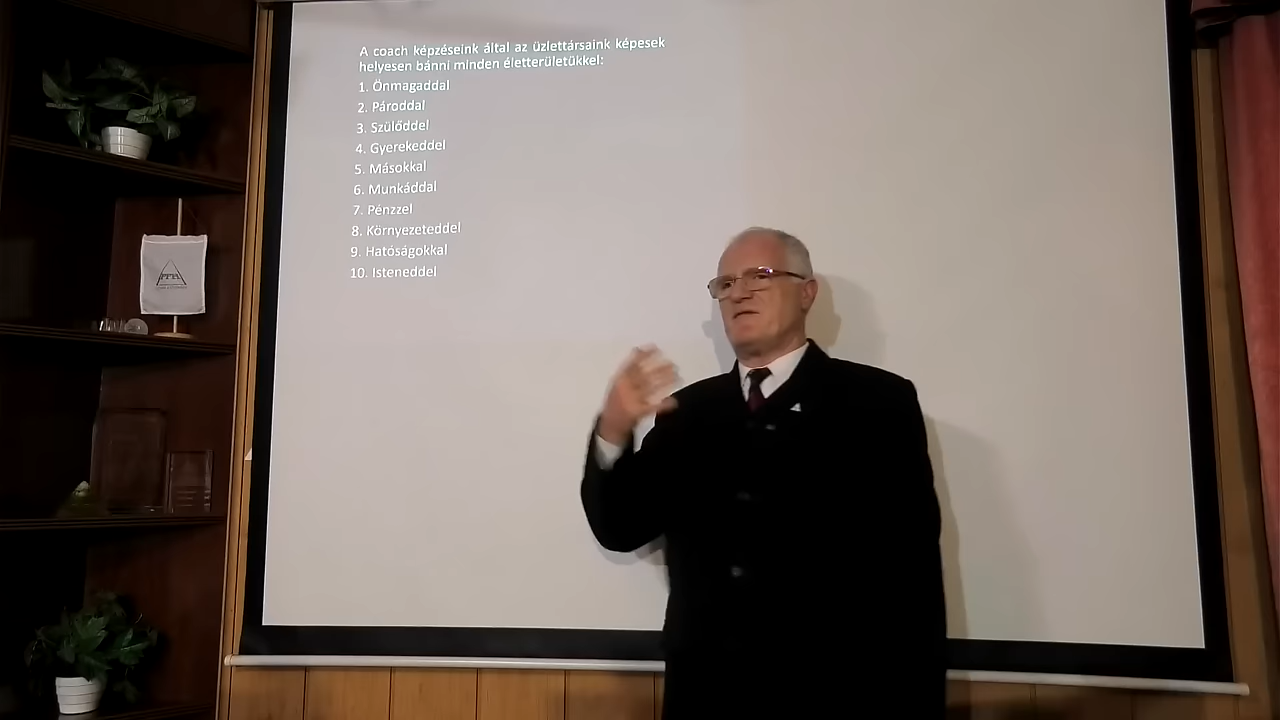 A coach képzéseink által az üzlettársaink képesek
helyesen bánni minden életterületükkel:
1. Önmagaddal
2. Pároddal
3. Szülőddel
4. Gyerekeddel
5. Másokkal
6. Munkáddal
7. Pénzzel
8. Környezeteddel
9. Hatóságokkal
10. Isteneddel